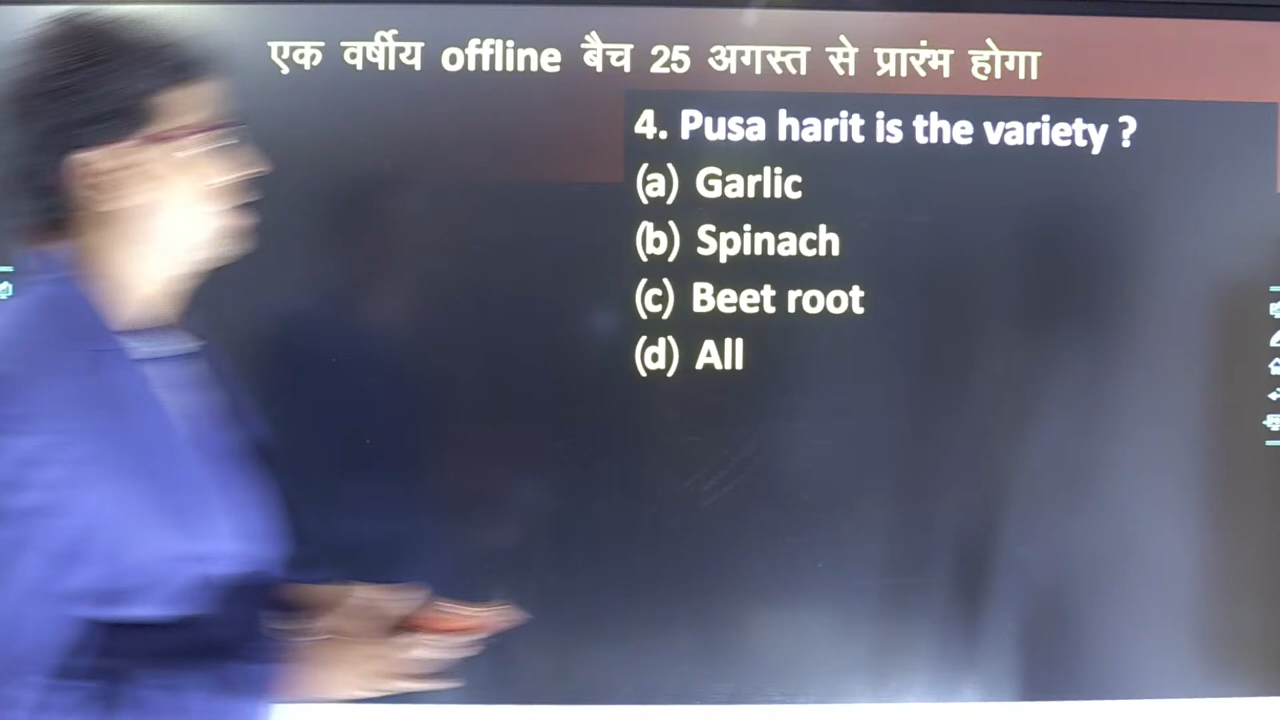 एक वर्षीय offline बैच 25 अगस्त से प्रारंभ होगा
4. Pusa harit is the variety ?
(a) Garlic
(b) Spinach
(c) Beet root
(d) All